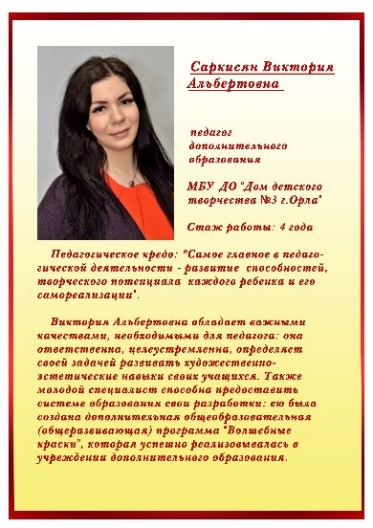 Саркисян Виктория
Альбертовна
педагог
дополнительного
образования
МБУ ДО "Дом детского
творчества №3 г.Орла"
Стаж работы: 4 года
Педагогическое кредо: "Самое главное в педаго-
гической деятельности - развитие способностей,
творческого потенциала каждого ребенка и его
самореализации".
Виктория Альбертовна обладает важными
качествами, необходимыми для педагога: она
ответственна, целеустремленна, определяет
своей задачей развивать художественно-
эстетические навыки своих учащихся. Также
молодой специалист способна предоставить
системе образования свои разработки: ею была
создана дополнительная общеобразовательная
(общеразвивающая) программа "Волшебные
краски", которая успешно реализовывалась в
учреждении дополнительного образования.